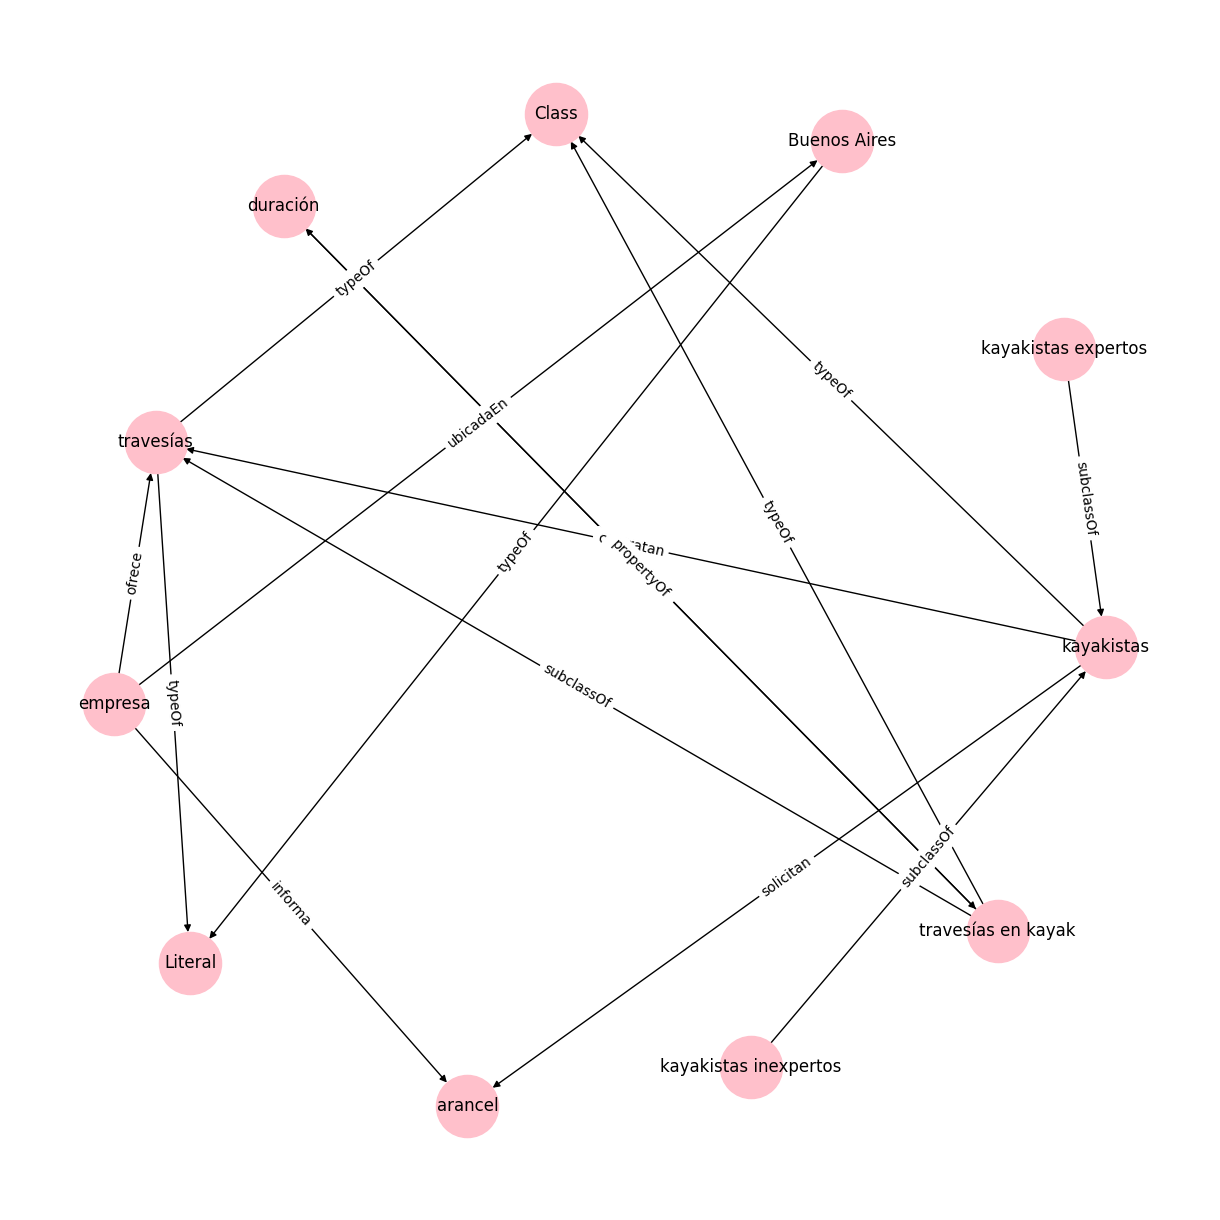 Class
Buenos Aires
duración
typeOf
kayakistas expertos
typeOf
ubicadaEn
travesías
subclassOf
typeOf
typeOf
ofrece
propertyOf
kayakistas
subclassOf
typeOf
empresa
subclassOf
solicitan
informa
travesías en kayak
Literal
kayakistas inexpertos
arancel